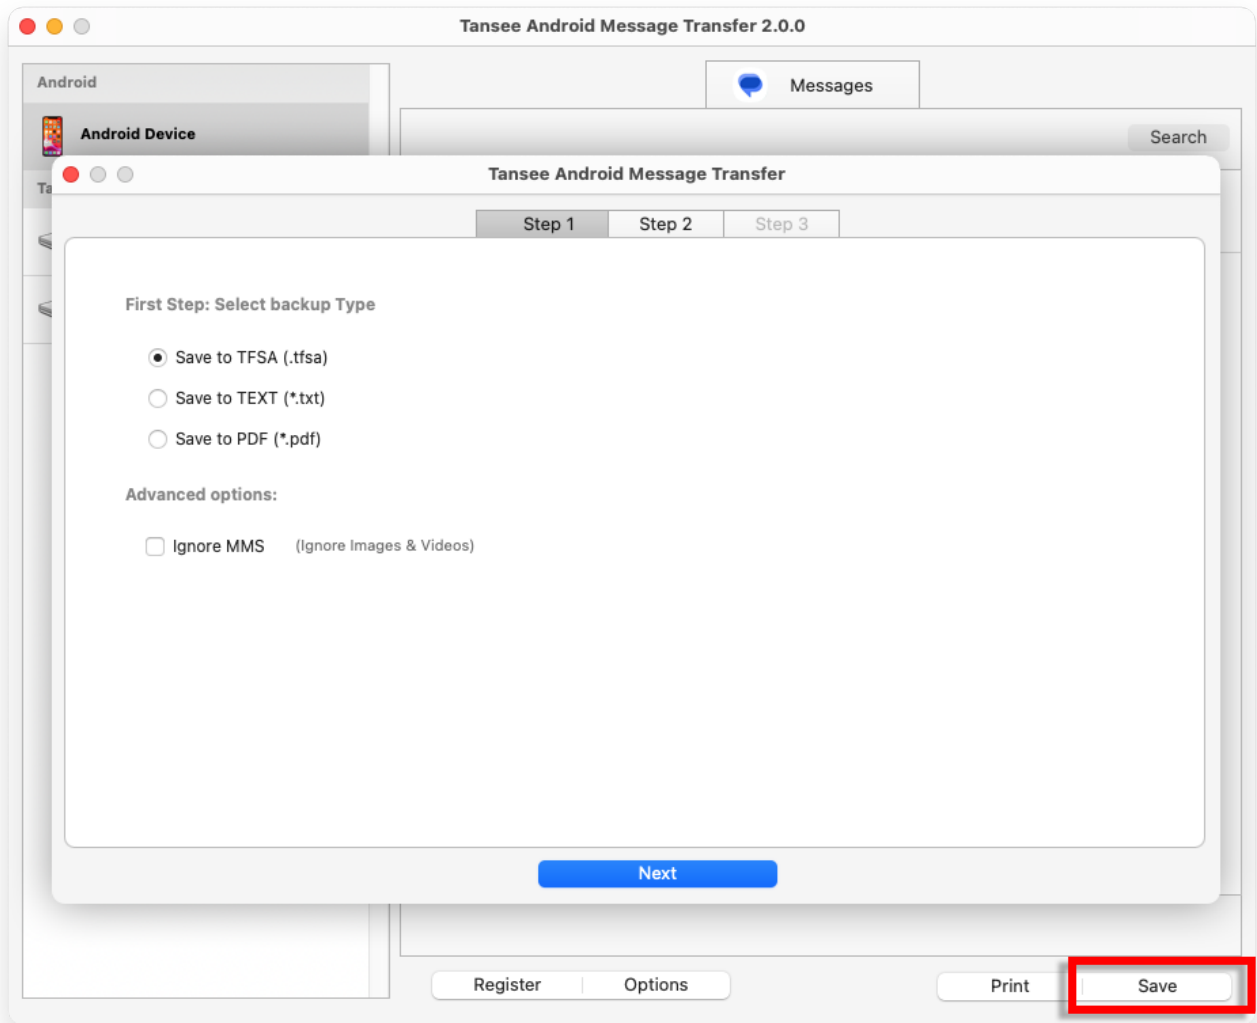 Tansee Android Message Transfer 2.0.0
Android
Messages
Android Device
Search
Ta
Tansee Android Message Transfer
Step 1 Step 2 Step 3
First Step: Select backup Type
Save to TFSA (.tfsa)
Save to TEXT (*.txt)
Save to PDF (*.pdf)
Advanced options:
Ignore MMS (Ignore Images & Videos)
Next
Register Options Print Save